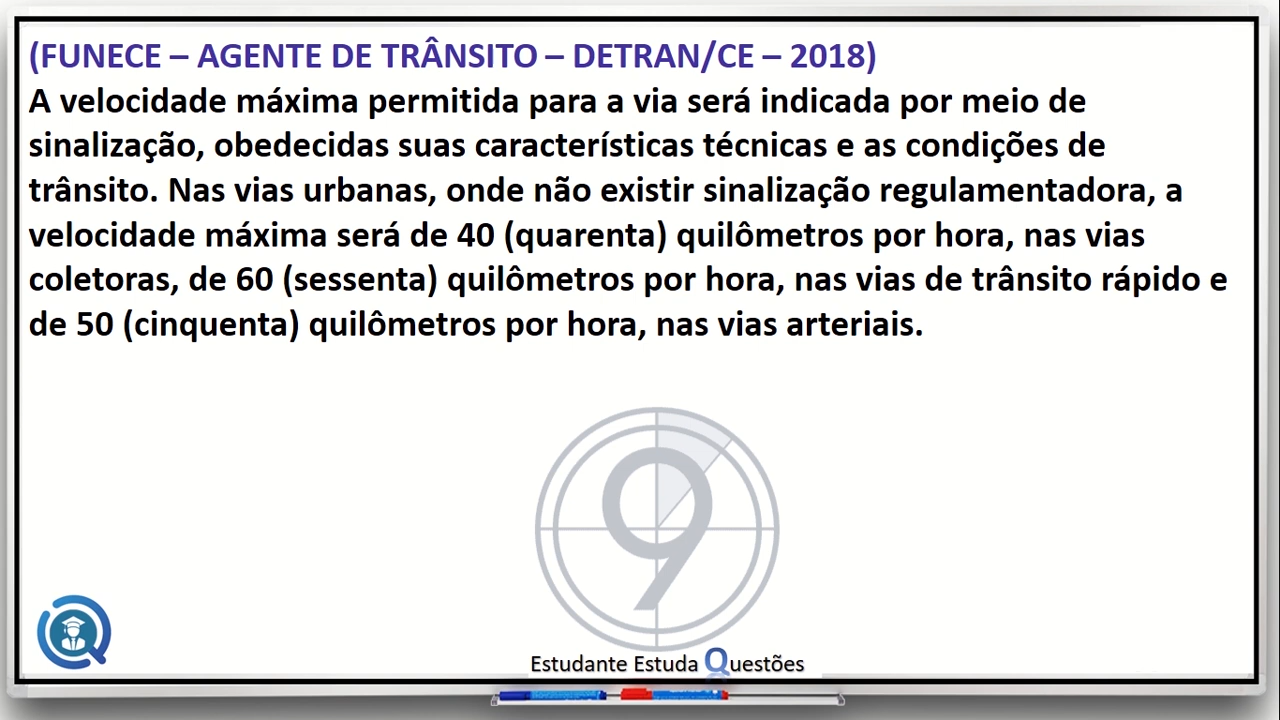 (FUNECE – AGENTE DE TRÂNSITO – DETRAN/CE – 2018)
A velocidade máxima permitida para a via será indicada por meio de
sinalização, obedecidas suas características técnicas e as condições de
trânsito. Nas vias urbanas, onde não existir sinalização regulamentadora, a
velocidade máxima será de 40 (quarenta) quilômetros por hora, nas vias
coletoras, de 60 (sessenta) quilômetros por hora, nas vias de trânsito rápido e
de 50 (cinquenta) quilômetros por hora, nas vias arteriais.
9
Estudante Estuda Questões